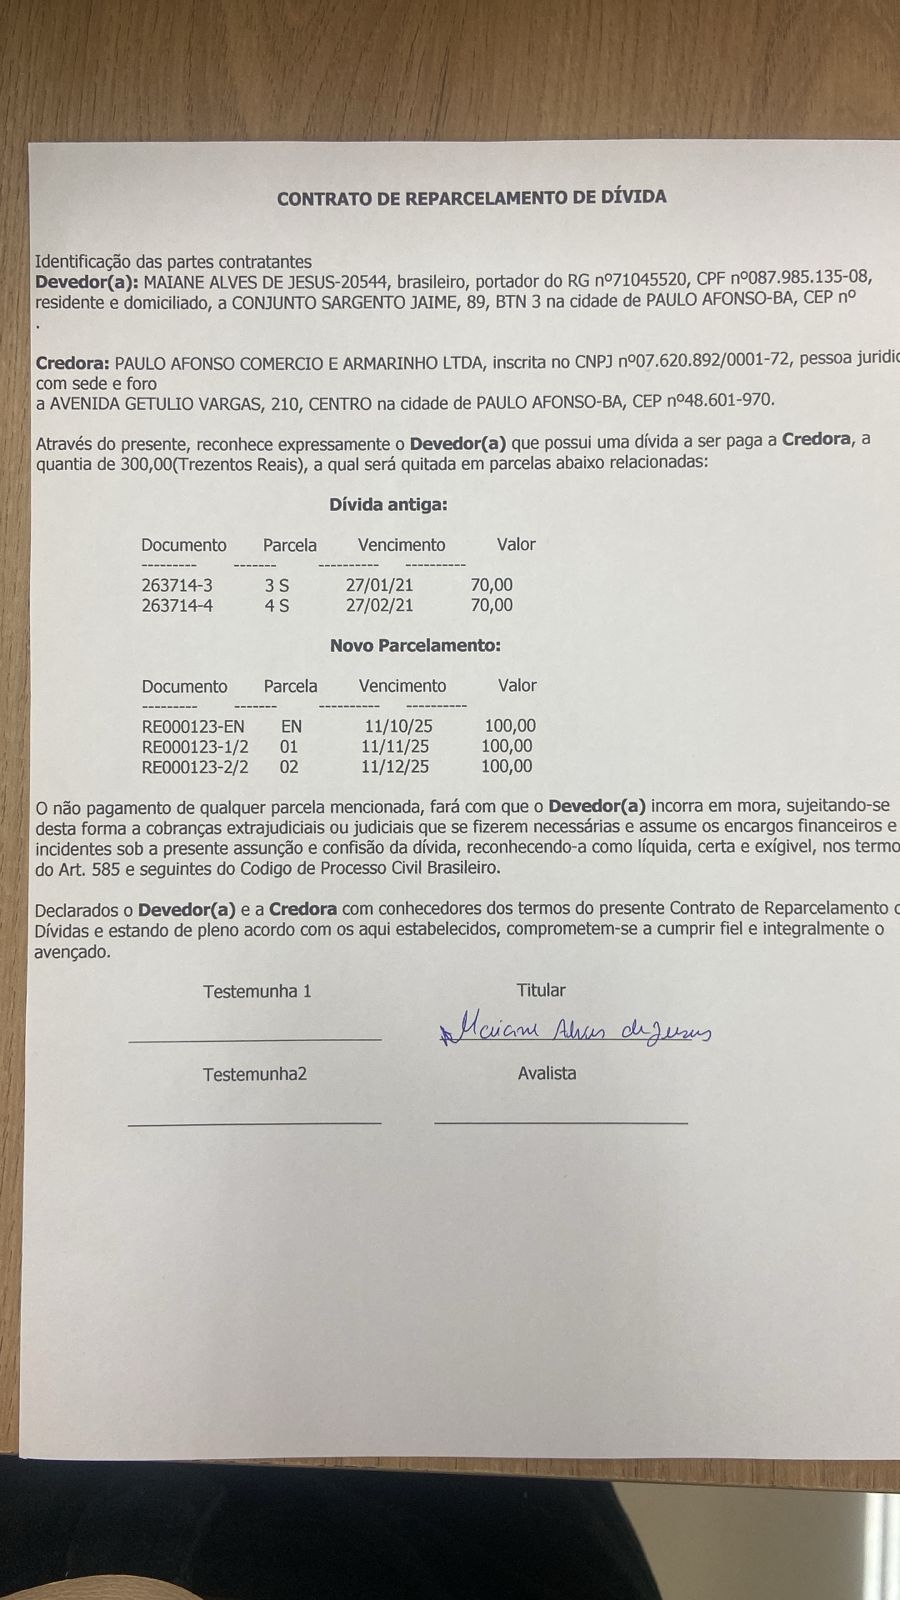 CONTRATO DE REPARCELAMENTO DE DÍVIDA
Identificação das partes contratantes
Devedor(a): MAIANE ALVES DE JESUS-20544, brasileiro, portador do RG nº71045520, CPF nº087.985.135-08,
residente e domiciliado, a CONJUNTO SARGENTO JAIME, 89, BTN 3 na cidade de PAULO AFONSO-BA, CEP nº
.
Credora: PAULO AFONSO COMERCIO E ARMARINHO LTDA, inscrita no CNPJ nº07.620.892/0001-72, pessoa juridic
com sede e foro
a AVENIDA GETULIO VARGAS, 210, CENTRO na cidade de PAULO AFONSO-BA, CEP nº48.601-970.
Através do presente, reconhece expressamente o Devedor(a) que possui uma dívida a ser paga a Credora, a
quantia de 300,00(Trezentos Reais), a qual será quitada em parcelas abaixo relacionadas:
Dívida antiga:
Documento Parcela Vencimento Valor
--------- ------- ---------- ----------
263714-3 3 S 27/01/21 70,00
263714-4 4 S 27/02/21 70,00
Novo Parcelamento:
Documento Parcela Vencimento Valor
--------- ------- ---------- ----------
RE000123-EN EN 11/10/25 100,00
RE000123-1/2 01 11/11/25 100,00
RE000123-2/2 02 11/12/25 100,00
O não pagamento de qualquer parcela mencionada, fará com que o Devedor(a) incorra em mora, sujeitando-se
desta forma a cobranças extrajudiciais ou judiciais que se fizerem necessárias e assume os encargos financeiros e
incidentes sob a presente assunção e confisão da dívida, reconhecendo-a como líquida, certa e exígivel, nos termo
do Art. 585 e seguintes do Codigo de Processo Civil Brasileiro.
Declarados o Devedor(a) e a Credora com conhecedores dos termos do presente Contrato de Reparcelamento
Dívidas e estando de pleno acordo com os aqui estabelecidos, comprometem-se a cumprir fiel e integralmente o
avençado.
Testemunha 1 Titular
Maiane Alves de Jesus
Testemunha2 Avalista